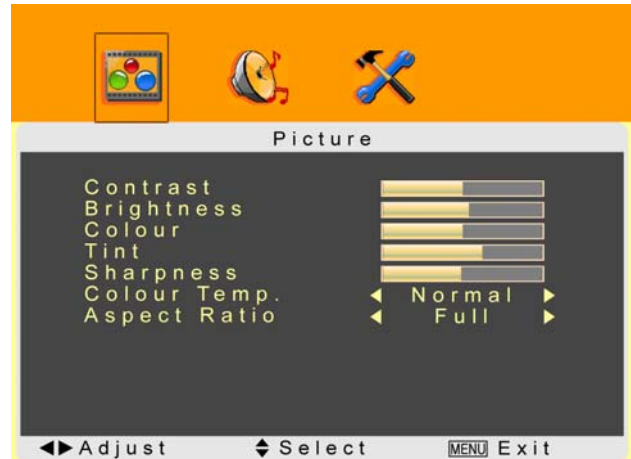 Picture
Contrast
Brightness
Colour
Tint
Sharpness
Colour Temp. Normal
Aspect Ratio Full
Adjust Select MENU Exit